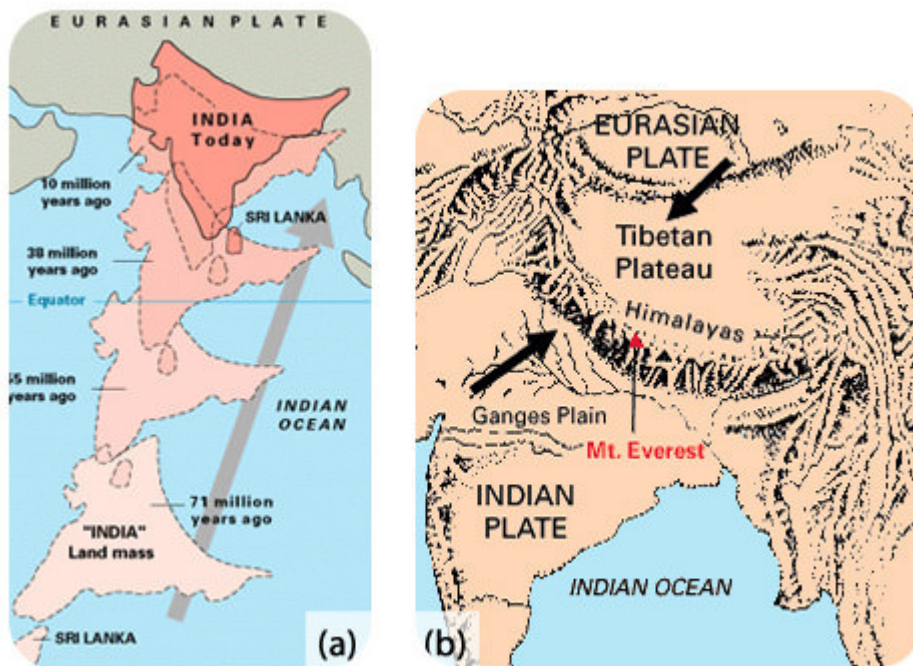 EURASIAN PLATE
INDIA
Today
10 million
years ago
SRI LANKA
38 million
years ago
Equator
55 million
years ago
INDIAN
OCEAN
71 million
years ago
"INDIA"
Land mass
SRI LANKA
(a)
EURASIAN
PLATE
Tibetan
Plateau
Himalayas
Ganges Plain
Mt. Everest
INDIAN
PLATE
INDIAN OCEAN
(b)